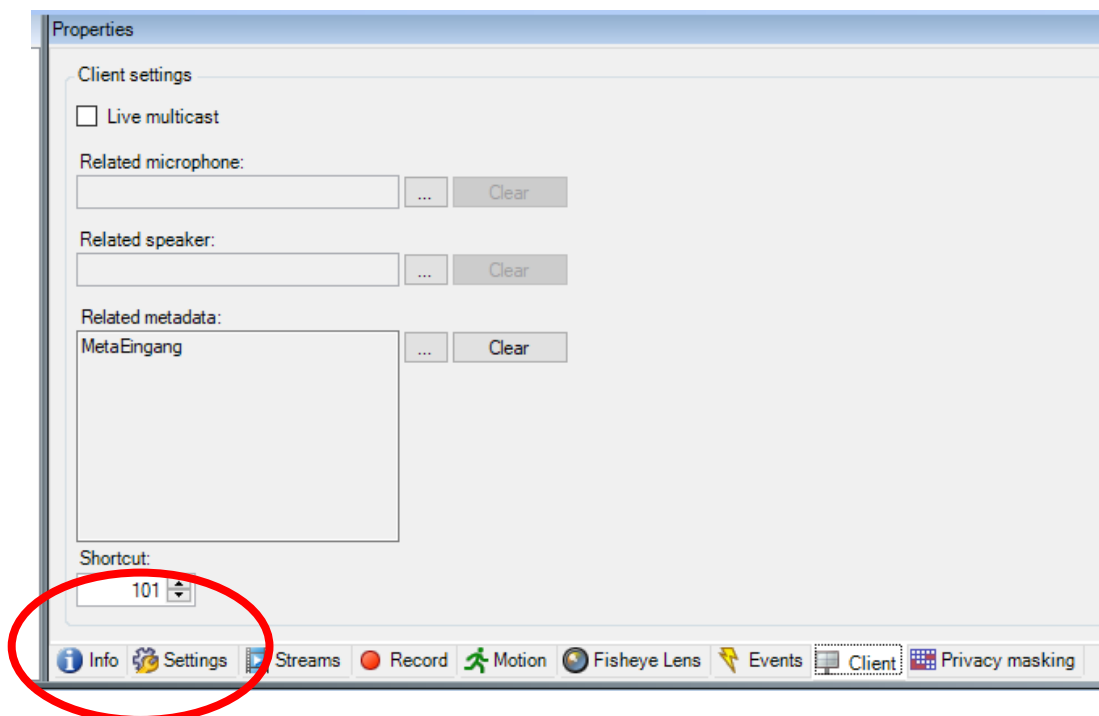 Properties
Client settings
Live multicast
Related microphone:
... Clear
Related speaker:
... Clear
Related metadata:
MetaEingang
... Clear
Shortcut:
101
Info Settings Streams Record Motion Fisheye Lens Events Client Privacy masking